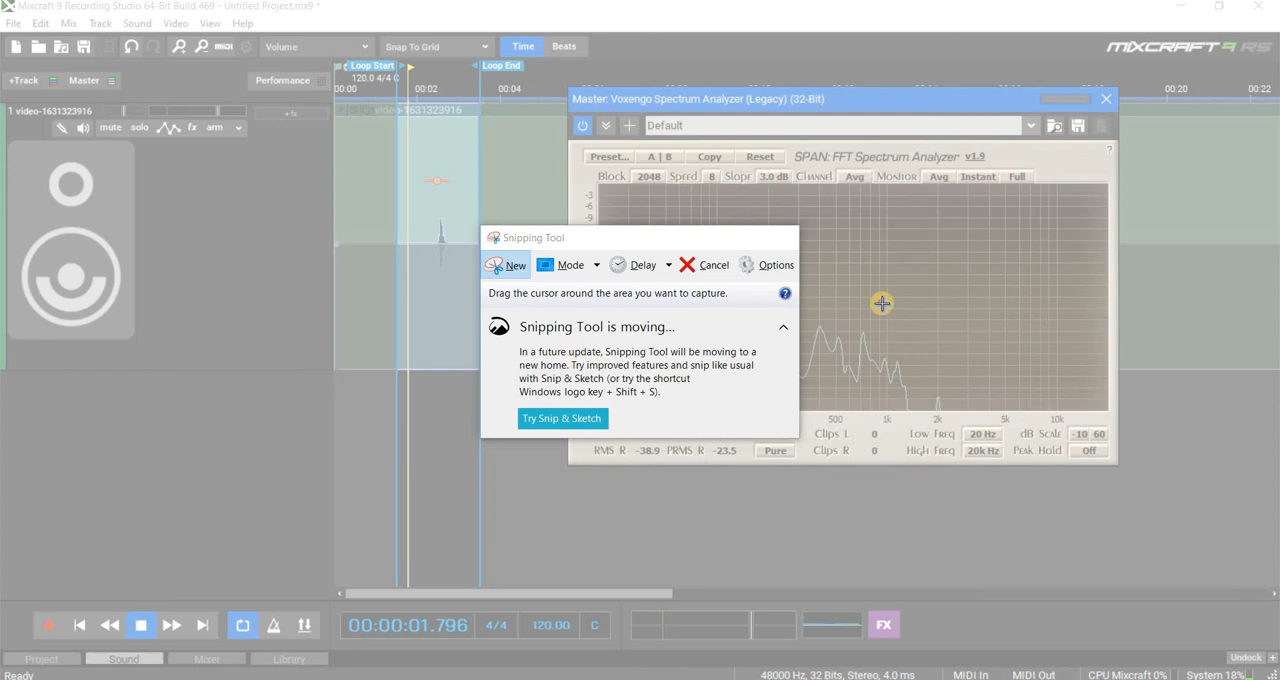 Mixcraft 9 Recording Studio 64-Bit Build 469 - Untitled Project.mx9 *
File Edit Mix Track Sound Video View Help
MIDI Volume Snap To Grid Time Beats MIXCRAFT 9 RS
Loop Start Loop End
+Track Master Performance 120.0 4/4 C
00:00 00:02 00:04 00:20 00:22
1 video-1631323916 +fx video-1631323916
mute solo fx arm
Master: Voxengo Spectrum Analyzer (Legacy) (32-Bit)
Default
Preset... A | B Copy Reset SPAN: FFT Spectrum Analyzer v1.9 ?
Block 2048 Speed 8 Slope 3.0 dB Channel Avg Monitor Avg Instant Full
-3
-6
-9
Snipping Tool
New Mode Delay Cancel Options
Drag the cursor around the area you want to capture.
Snipping Tool is moving...
In a future update, Snipping Tool will be moving to a
new home. Try improved features and snip like usual
with Snip & Sketch (or try the shortcut
Windows logo key + Shift + S).
Try Snip & Sketch
500 1k 2k 5k 10k
Clips L 0 Low Freq 20 Hz dB Scale -10 60
RMS R -38.9 PRMS R -23.5 Pure Clips R 0 High Freq 20k Hz Peak Hold Off
00:00:01.796 4/4 120.00 C FX
Project Sound Mixer Library Undock +
Ready 48000 Hz, 32 Bits, Stereo, 4.0 ms MIDI In MIDI Out CPU Mixcraft 0% System 18%